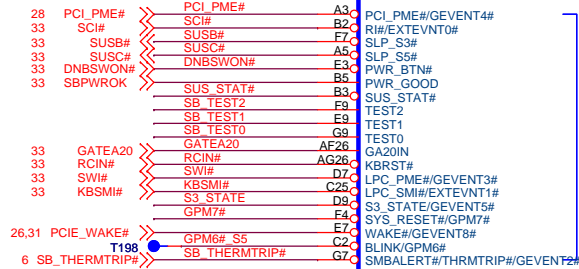 28 PCI_PME# PCI_PME# A3 PCI_PME#/GEVENT4#
33 SCI# SCI# B2 RI#/EXTEVNT0#
33 SUSB# SUSB# F7 SLP_S3#
33 SUSC# SUSC# A5 SLP_S5#
33 DNBSWON# DNBSWON# E3 PWR_BTN#
33 SBPWROK B5 PWR_GOOD
SUS_STAT# B3 SUS_STAT#
SB_TEST2 F9 TEST2
SB_TEST1 E9 TEST1
SB_TEST0 G9 TEST0
33 GATEA20 GATEA20 AF26 GA20IN
33 RCIN# RCIN# AG26 KBRST#
33 SWI# SWI# D7 LPC_PME#/GEVENT3#
33 KBSMI# KBSMI# C25 LPC_SMI#/EXTEVNT1#
S3_STATE D9 S3_STATE/GEVENT5#
GPM7# F4 SYS_RESET#/GPM7#
26,31 PCIE_WAKE# E7 WAKE#/GEVENT8#
T198 GPM6#_S5 C2 BLINK/GPM6#
6 SB_THERMTRIP# SB_THERMTRIP# G7 SMBALERT#/THRMTRIP#/GEVENT2#